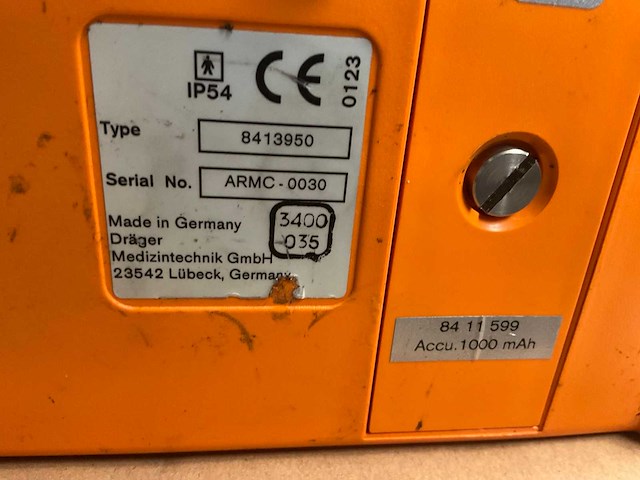 IP54
CE 0123
Type 8413950
Serial No. ARMC-0030
Made in Germany
Dräger
Medizintechnik GmbH
23542 Lübeck, Germany
3400
035
84 11 599
Accu.1000 mAh